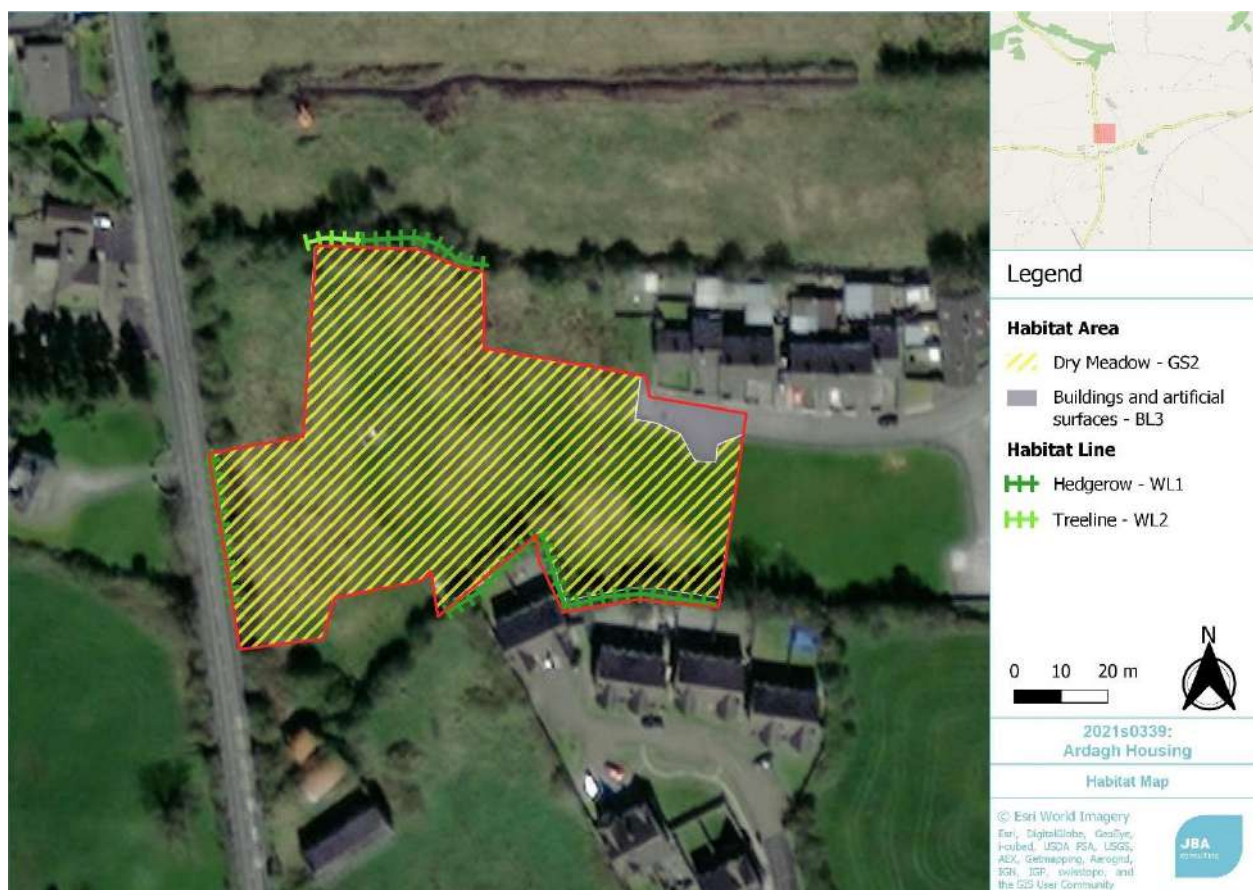 Legend
Habitat Area
Dry Meadow - GS2
Buildings and artificial
surfaces - BL3
Habitat Line
Hedgerow - WL1
Treeline - WL2
N
0 10 20 m
2021s0339:
Ardagh Housing
Habitat Map
© Esri World Imagery
Esri, DigitalGlobe, GeoEye,
i-cubed, USDA FSA, USGS,
AEX, Getmapping, Aerogrid,
IGN, IGP, swisstopo, and
the GIS User Community
JBA
consulting